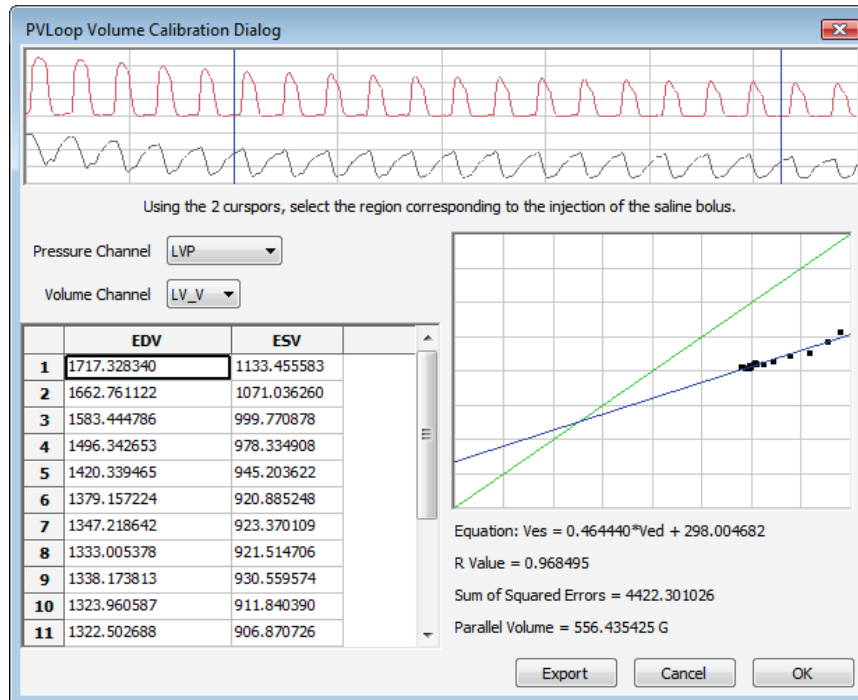 PVLoop Volume Calibration Dialog
Using the 2 curspors, select the region corresponding to the injection of the saline bolus.
Pressure Channel LVP
Volume Channel LV_V
EDV ESV
1 1717.328340 1133.455583
2 1662.761122 1071.036260
3 1583.444786 999.770878
4 1496.342653 978.334908
5 1420.339465 945.203622
6 1379.157224 920.885248
7 1347.218642 923.370109
8 1333.005378 921.514706
9 1338.173813 930.559574
10 1323.960587 911.840390
11 1322.502688 906.870726
Equation: Ves = 0.464440*Ved + 298.004682
R Value = 0.968495
Sum of Squared Errors = 4422.301026
Parallel Volume = 556.435425 G
Export Cancel OK